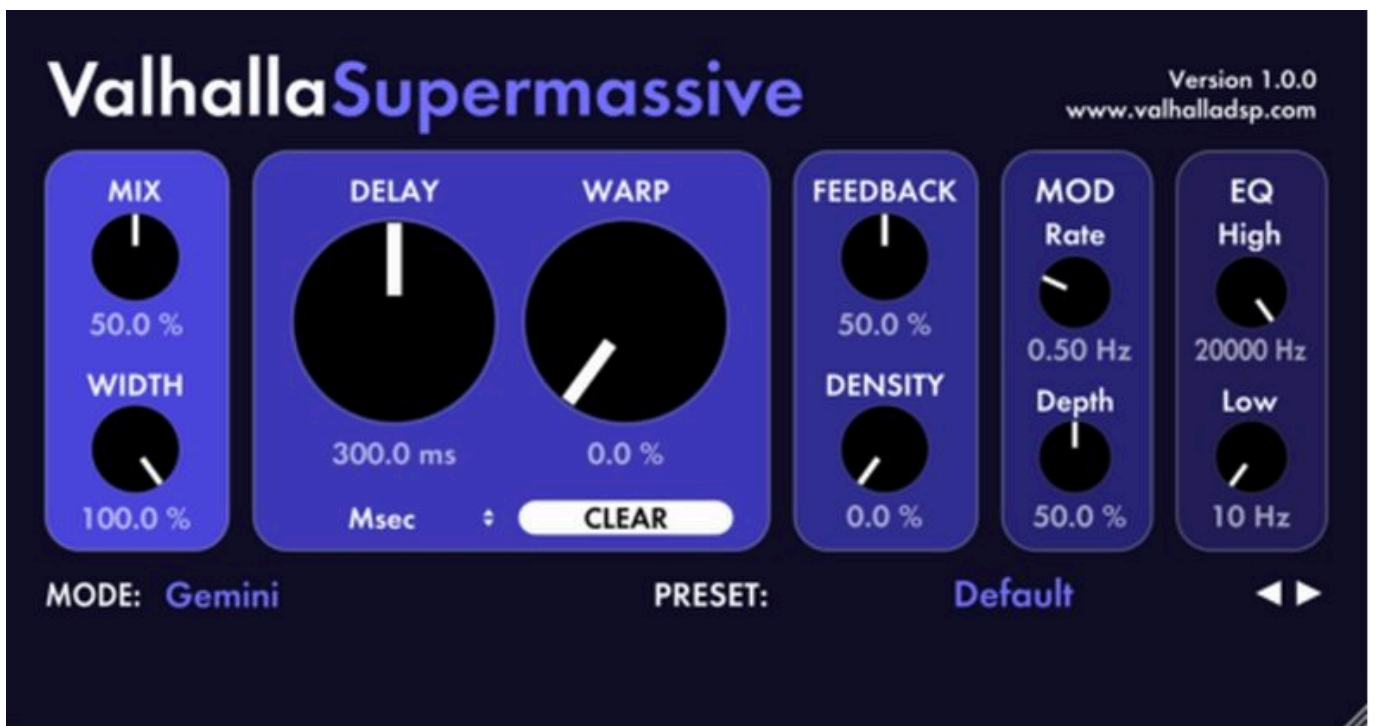 ValhallaSupermassive
Version 1.0.0
www.valhalladsp.com
MIX
50.0 %
WIDTH
100.0 %
DELAY
300.0 ms
Msec
WARP
0.0 %
CLEAR
FEEDBACK
50.0 %
DENSITY
0.0 %
MOD
Rate
0.50 Hz
Depth
50.0 %
EQ
High
20000 Hz
Low
10 Hz
MODE: Gemini
PRESET: Default